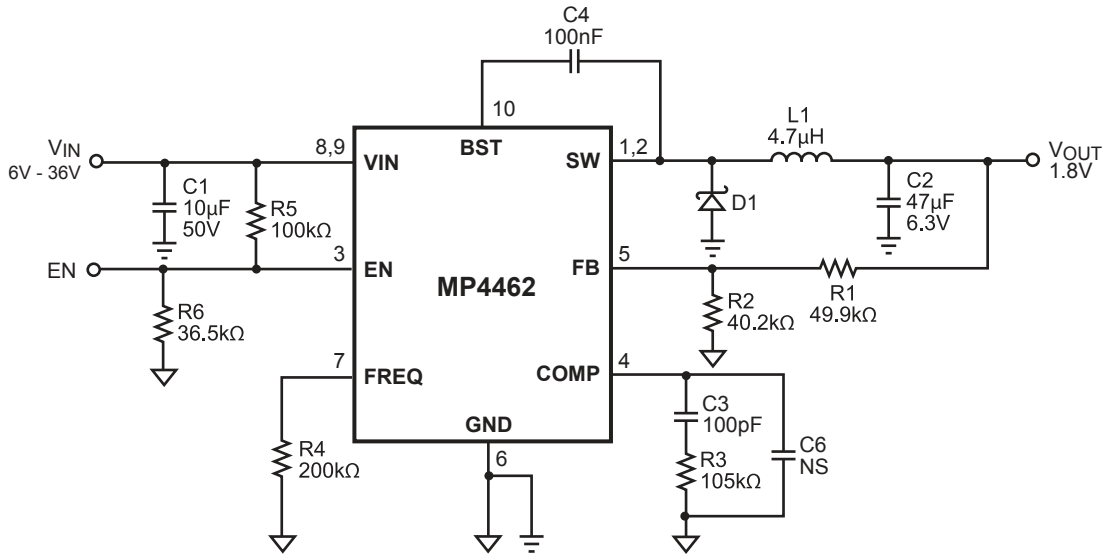 C4
100nF
10
BST
VIN
6V - 36V
8,9
VIN
SW
1,2
L1
4.7µH
VOUT
1.8V
C1
10µF
50V
R5
100kΩ
D1
C2
47µF
6.3V
EN
3
EN
MP4462
FB
5
R1
49.9kΩ
R2
40.2kΩ
R6
36.5kΩ
7
FREQ
COMP
4
R4
200kΩ
GND
6
C3
100pF
R3
105kΩ
C6
NS